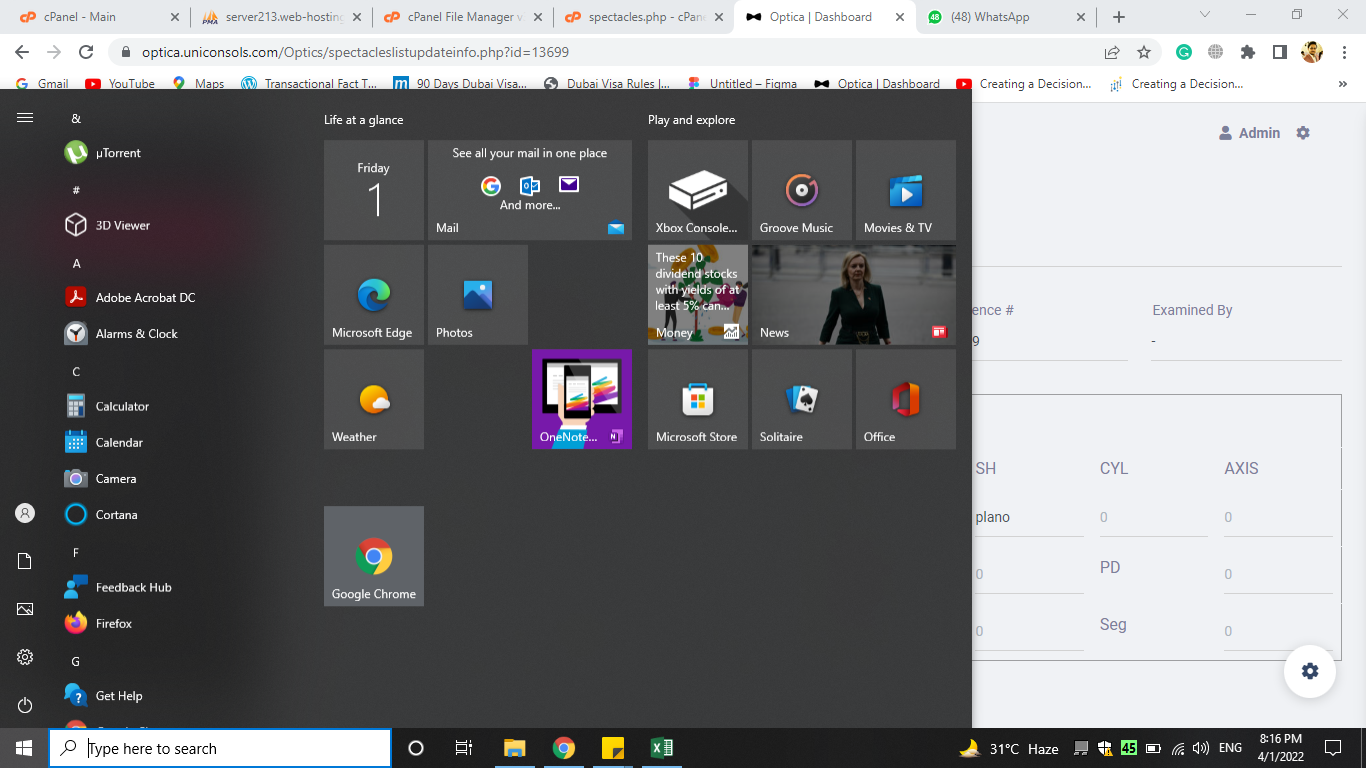 cPanel - Main
server213.web-hosting
cPanel File Manager v
spectacles.php - cPane
Optica | Dashboard
(48) WhatsApp
optica.uniconsols.com/Optics/spectacleslistupdateinfo.php?id=13699
Gmail
YouTube
Maps
Transactional Fact T...
90 Days Dubai Visa...
Dubai Visa Rules |...
Untitled – Figma
Optica | Dashboard
Creating a Decision...
Creating a Decision...
&
µTorrent
#
3D Viewer
A
Adobe Acrobat DC
Alarms & Clock
C
Calculator
Calendar
Camera
Cortana
F
Feedback Hub
Firefox
G
Get Help
Life at a glance
Friday
1
See all your mail in one place
And more...
Mail
Microsoft Edge
Photos
Weather
OneNote...
Google Chrome
Play and explore
Xbox Console...
Groove Music
Movies & TV
These 10
dividend stocks
with yields of at
least 5% can...
Money
News
Microsoft Store
Solitaire
Office
Admin
ence #
Examined By
9
-
SH
CYL
AXIS
plano
0
0
0
PD
0
0
Seg
0
Type here to search
31°C Haze
45
ENG
8:16 PM
4/1/2022